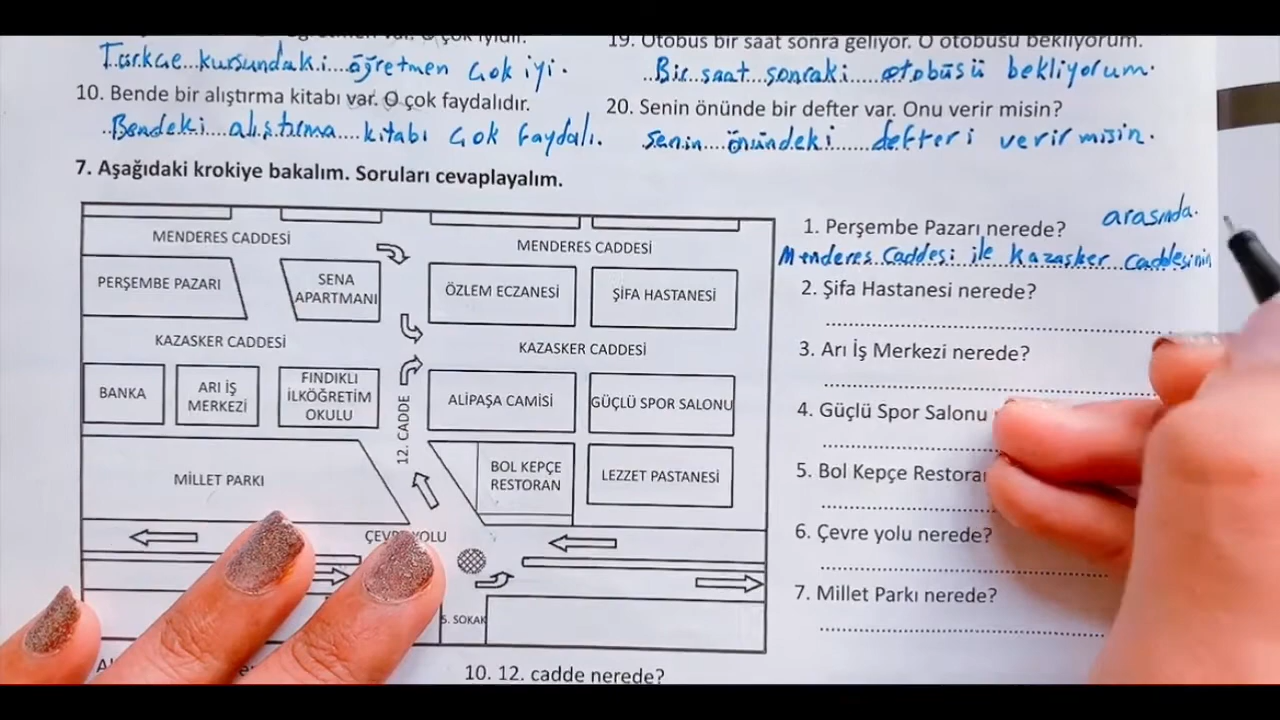 19. Otobüs bir saat sonra geliyor. O otobüsü bekliyorum.
Türkçe kursundaki öğretmen çok iyi.
Bir saat sonraki otobüsü bekliyorum.
10. Bende bir alıştırma kitabı var. O çok faydalıdır.
20. Senin önünde bir defter var. Onu verir misin?
Bendeki alıştırma kitabı çok faydalı.
Senin önündeki defteri verir misin.
7. Aşağıdaki krokiye bakalım. Soruları cevaplayalım.
MENDERES CADDESİ
MENDERES CADDESİ
PERŞEMBE PAZARI
SENA
APARTMANI
ÖZLEM ECZANESİ
ŞİFA HASTANESİ
KAZASKER CADDESİ
KAZASKER CADDESİ
BANKA
ARI İŞ
MERKEZİ
FINDIKLI
İLKÖĞRETİM
OKULU
12. CADDE
ALİPAŞA CAMİSİ
GÜÇLÜ SPOR SALONU
MİLLET PARKI
BOL KEPÇE
RESTORAN
LEZZET PASTANESİ
YOLU
5. SOKAK
1. Perşembe Pazarı nerede?
arasında.
Menderes Caddesi ile Kazasker Caddesinin
2. Şifa Hastanesi nerede?
3. Arı İş Merkezi nerede?
4. Güçlü Spor Salonu
5. Bol Kepçe
6. Çevre yolu nerede?
7. Millet Parkı nerede?
10. 12. cadde nerede?